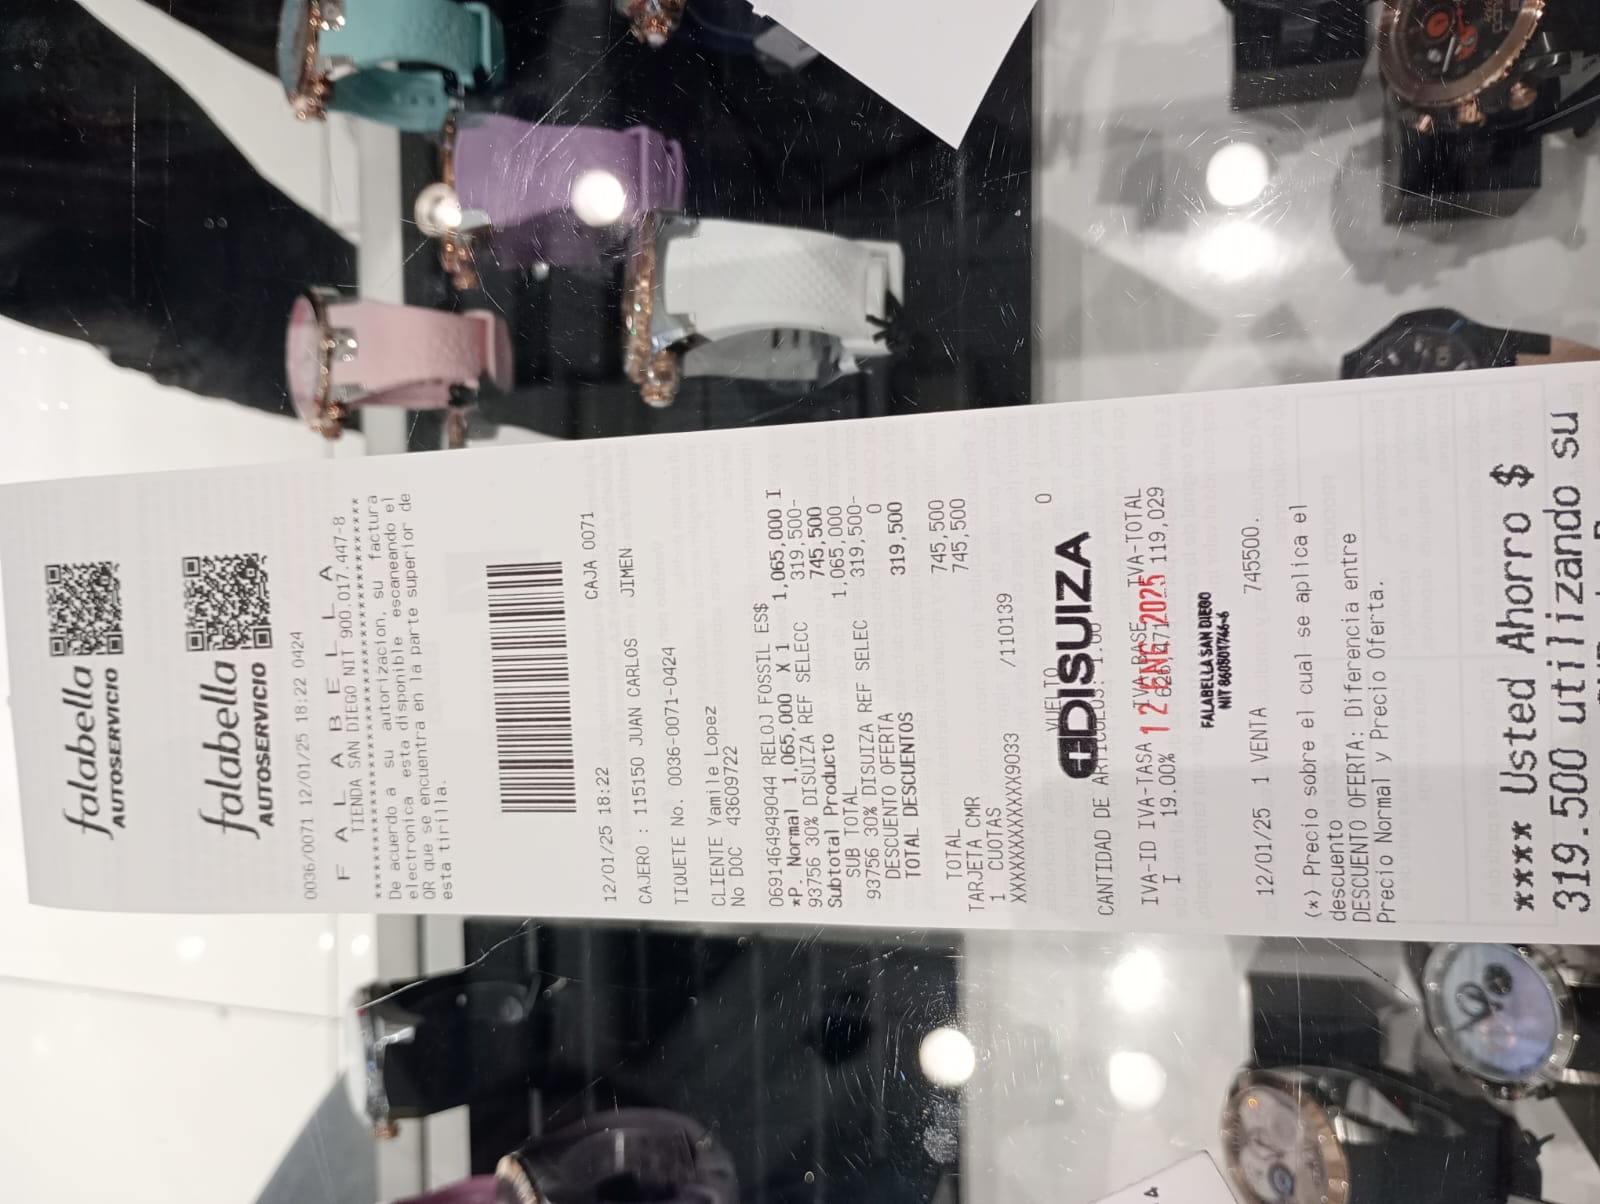 falabella
AUTOSERVICIO
falabella
AUTOSERVICIO
0036/0071 12/01/25 18:22 0424
F A L A B E L L A
TIENDA SAN DIEGO NIT 900.017.447-8
De acuerdo a su autorizacion, su factura
electronica esta disponible escaneando el
QR que se encuentra en la parte superior de
esta tirilla.
12/01/25 18:22 CAJA 0071
CAJERO : 115150 JUAN CARLOS JIMEN
TIQUETE No. 0036-0071-0424
CLIENTE Yamile Lopez
No DOC 43609722
0691464949044 RELOJ FOSSIL ES$
*P. Normal 1,065,000 X 1 1,065,000 I
93756 30% DISUIZA REF SELECC 319,500-
Subtotal Producto 745,500
SUB TOTAL 1,065,000
93756 30% DISUIZA REF SELEC 319,500-
DESCUENTO OFERTA 0
TOTAL DESCUENTOS 319,500
TOTAL 745,500
TARJETA CMR 745,500
1 CUOTAS
XXXXXXXXXXXX9033 /110139
VUELTO 0
DISUIZA
CANTIDAD DE ARTICULOS: 1.00
IVA-ID IVA-TASA IVA-BASE IVA-TOTAL
I 19.00% 626,471 119,029
12 ENE 2025
FALABELLA SAN DIEGO
NIT 860501746-6
12/01/25 1 VENTA 745500.
(*) Precio sobre el cual se aplica el
descuento
DESCUENTO OFERTA: Diferencia entre
Precio Normal y Precio Oferta.
**** Usted Ahorro $
319.500 utilizando su